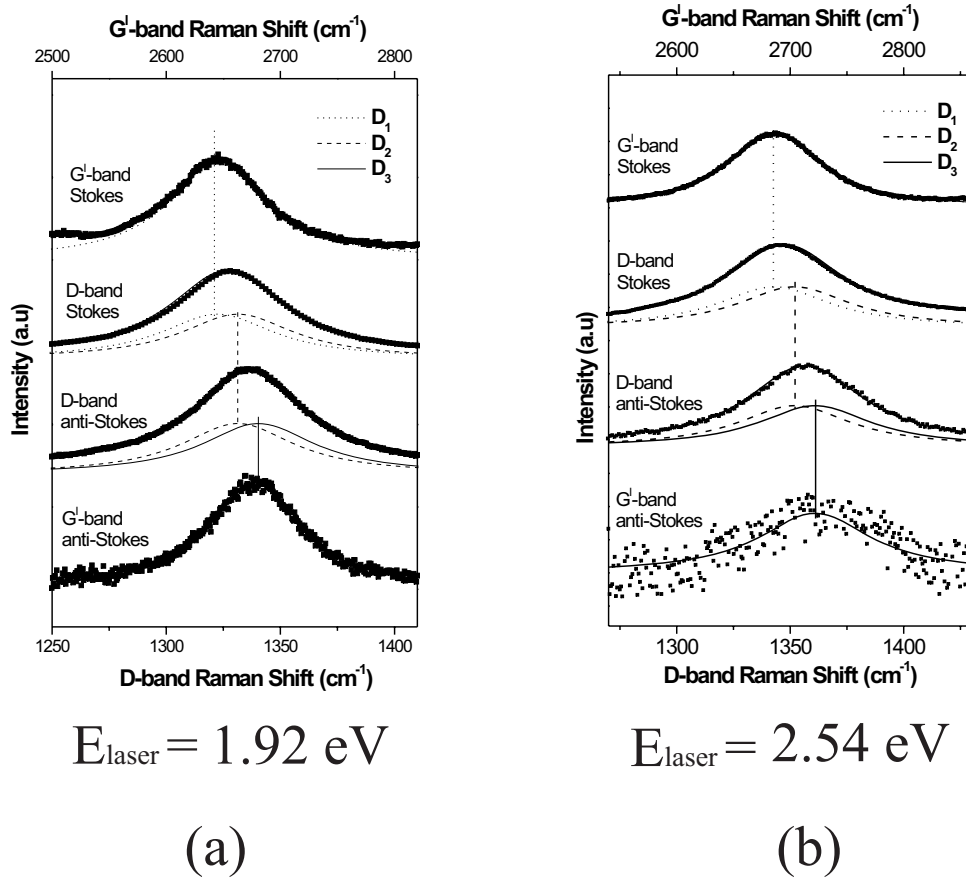 G'-band Raman Shift (cm-1)
2500 2600 2700 2800
D1
D2
D3
G'-band
Stokes
D-band
Stokes
D-band
anti-Stokes
G'-band
anti-Stokes
Intensity (a.u)
1250 1300 1350 1400
D-band Raman Shift (cm-1)
Elaser = 1.92 eV
(a)
G'-band Raman Shift (cm-1)
2600 2700 2800
D1
D2
D3
G'-band
Stokes
D-band
Stokes
D-band
anti-Stokes
G'-band
anti-Stokes
Intensity (a.u)
1300 1350 1400
D-band Raman Shift (cm-1)
Elaser = 2.54 eV
(b)